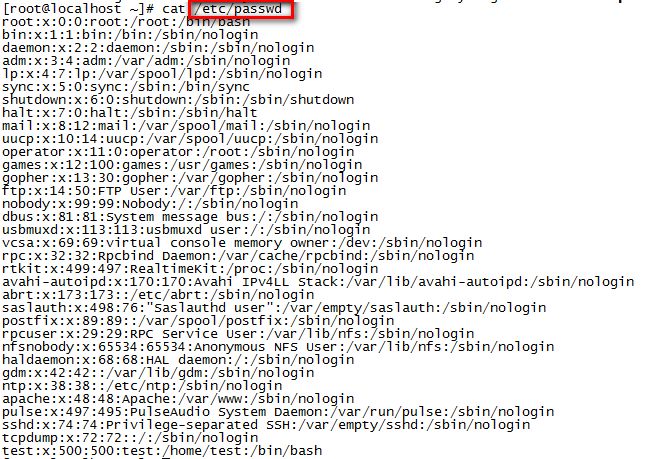 [root@localhost ~]# cat /etc/passwd
root:x:0:0:root:/root:/bin/bash
bin:x:1:1:bin:/bin:/sbin/nologin
daemon:x:2:2:daemon:/sbin:/sbin/nologin
adm:x:3:4:adm:/var/adm:/sbin/nologin
lp:x:4:7:lp:/var/spool/lpd:/sbin/nologin
sync:x:5:0:sync:/sbin:/bin/sync
shutdown:x:6:0:shutdown:/sbin:/sbin/shutdown
halt:x:7:0:halt:/sbin:/sbin/halt
mail:x:8:12:mail:/var/spool/mail:/sbin/nologin
uucp:x:10:14:uucp:/var/spool/uucp:/sbin/nologin
operator:x:11:0:operator:/root:/sbin/nologin
games:x:12:100:games:/usr/games:/sbin/nologin
gopher:x:13:30:gopher:/var/gopher:/sbin/nologin
ftp:x:14:50:FTP User:/var/ftp:/sbin/nologin
nobody:x:99:99:Nobody:/:/sbin/nologin
dbus:x:81:81:System message bus:/:/sbin/nologin
usbmuxd:x:113:113:usbmuxd user:/:/sbin/nologin
vcsa:x:69:69:virtual console memory owner:/dev:/sbin/nologin
rpc:x:32:32:Rpcbind Daemon:/var/cache/rpcbind:/sbin/nologin
rtkit:x:499:497:RealtimeKit:/proc:/sbin/nologin
avahi-autoipd:x:170:170:Avahi IPv4LL Stack:/var/lib/avahi-autoipd:/sbin/nologin
abrt:x:173:173::/etc/abrt:/sbin/nologin
saslauth:x:498:76:"Saslauthd user":/var/empty/saslauth:/sbin/nologin
postfix:x:89:89::/var/spool/postfix:/sbin/nologin
rpcuser:x:29:29:RPC Service User:/var/lib/nfs:/sbin/nologin
nfsnobody:x:65534:65534:Anonymous NFS User:/var/lib/nfs:/sbin/nologin
haldaemon:x:68:68:HAL daemon:/:/sbin/nologin
gdm:x:42:42::/var/lib/gdm:/sbin/nologin
ntp:x:38:38::/etc/ntp:/sbin/nologin
apache:x:48:48:Apache:/var/www:/sbin/nologin
pulse:x:497:495:PulseAudio System Daemon:/var/run/pulse:/sbin/nologin
sshd:x:74:74:Privilege-separated SSH:/var/empty/sshd:/sbin/nologin
tcpdump:x:72:72::/:/sbin/nologin
test:x:500:500:test:/home/test:/bin/bash